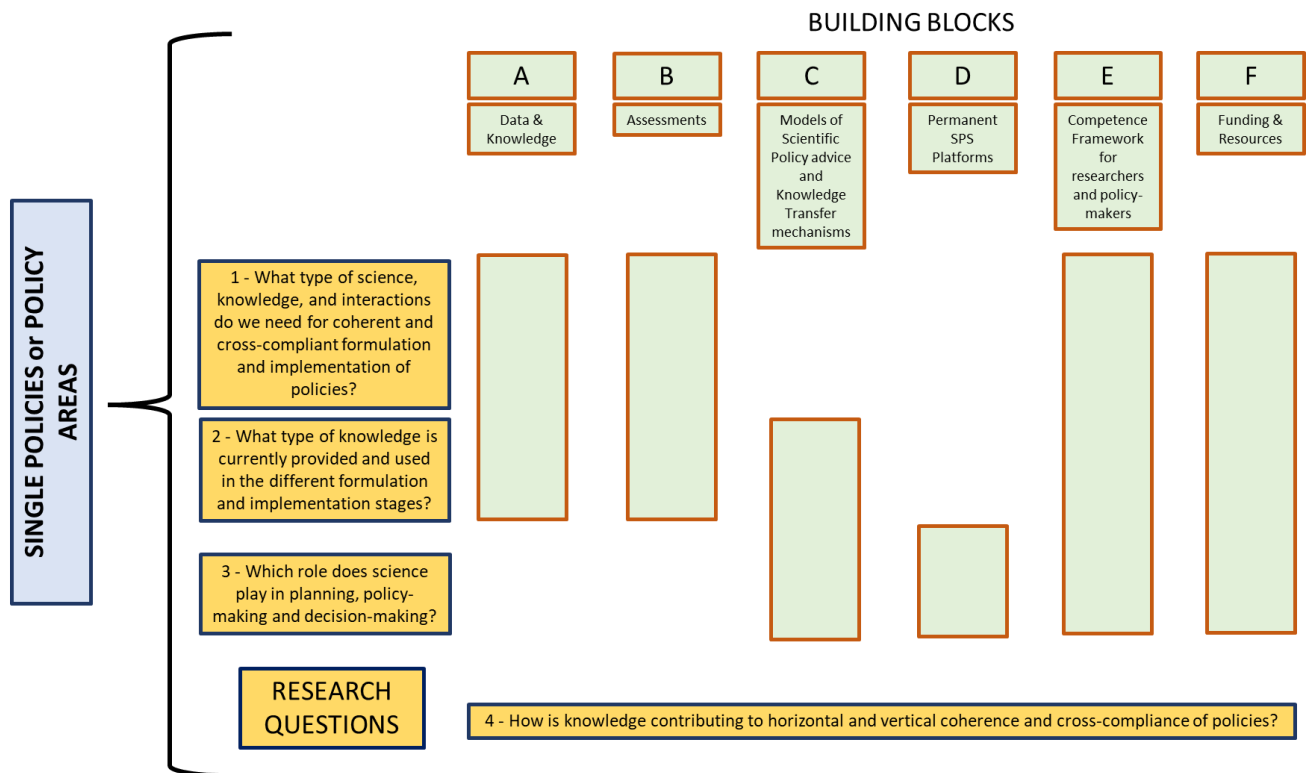 BUILDING BLOCKS
A
B
C
D
E
F
Data &
Knowledge
Assessments
Models of
Scientific
Policy advice
and
Knowledge
Transfer
mechanisms
Permanent
SPS
Platforms
Competence
Framework
for
researchers
and policy-
makers
Funding &
Resources
SINGLE POLICIES or POLICY
AREAS
1 - What type of science,
knowledge, and interactions
do we need for coherent and
cross-compliant formulation
and implementation of
policies?
2 - What type of knowledge is
currently provided and used
in the different formulation
and implementation stages?
3 - Which role does science
play in planning, policy-
making and decision-making?
RESEARCH
QUESTIONS
4 - How is knowledge contributing to horizontal and vertical coherence and cross-compliance of policies?